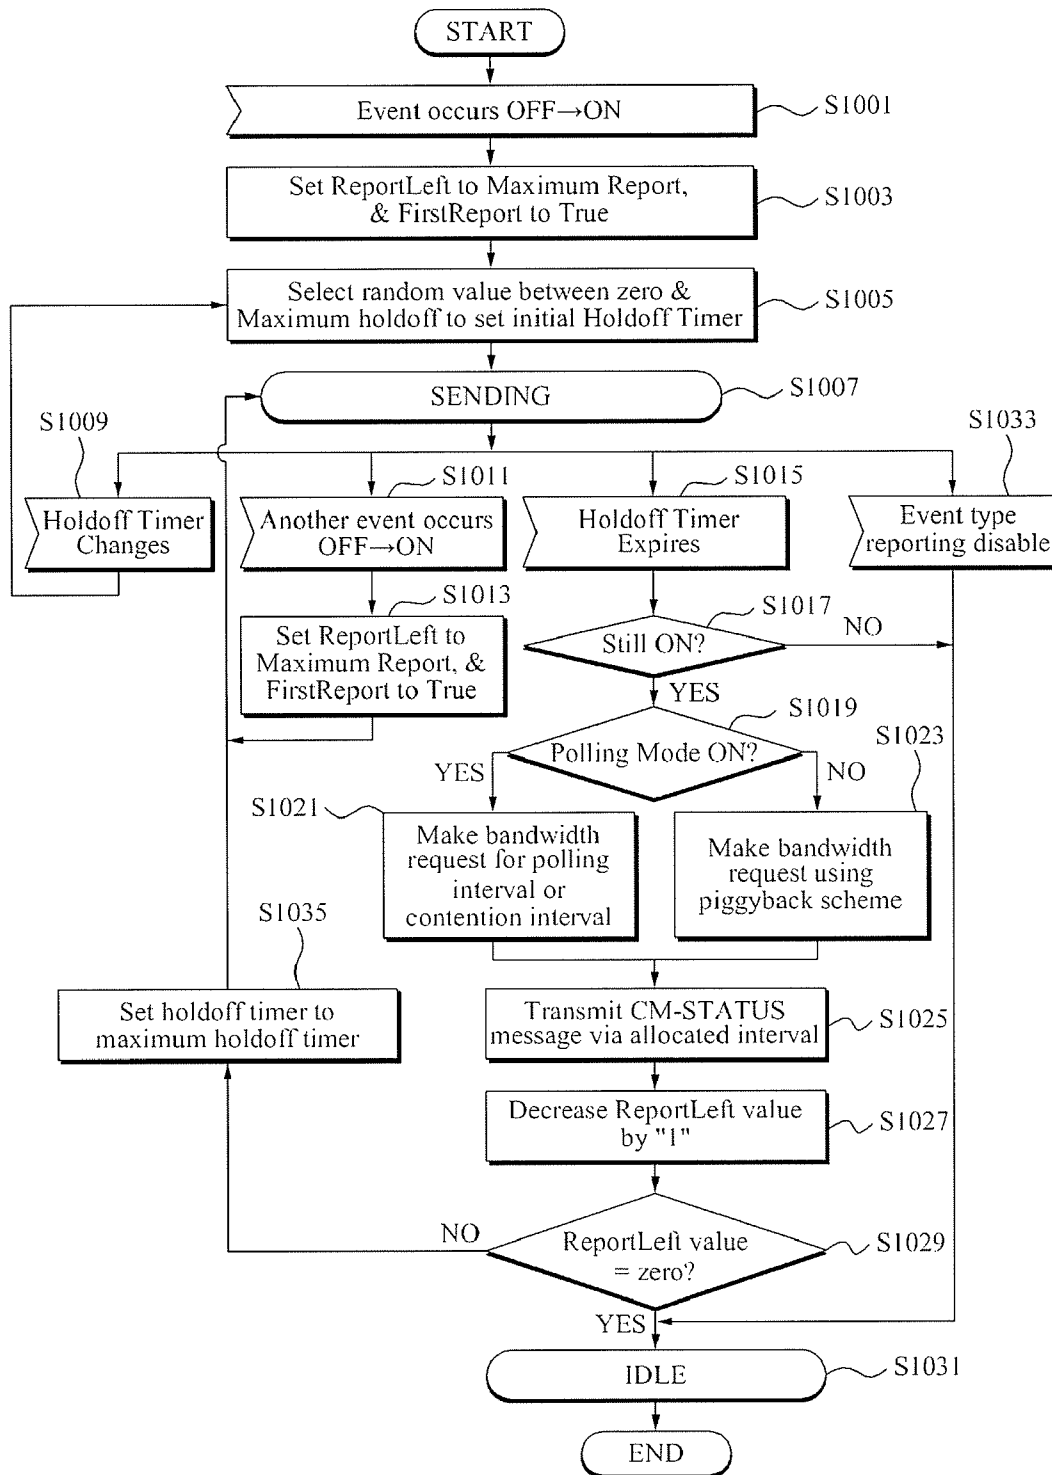 START
Event occurs OFF→ON
S1001
Set ReportLeft to Maximum Report,
& FirstReport to True
S1003
Select random value between zero &
Maximum holdoff to set initial Holdoff Timer
S1005
SENDING
S1007
S1009
Holdoff Timer
Changes
S1011
Another event occurs
OFF→ON
S1013
Set ReportLeft to
Maximum Report, &
FirstReport to True
S1015
Holdoff Timer
Expires
S1033
Event type
reporting disable
S1017
Still ON?
NO
YES
S1019
Polling Mode ON?
YES
NO
S1021
Make bandwidth
request for polling
interval or
contention interval
S1023
Make bandwidth
request using
piggyback scheme
S1035
Set holdoff timer to
maximum holdoff timer
Transmit CM-STATUS
message via allocated interval
S1025
Decrease ReportLeft value
by "1"
S1027
NO
ReportLeft value
= zero?
S1029
YES
IDLE
S1031
END